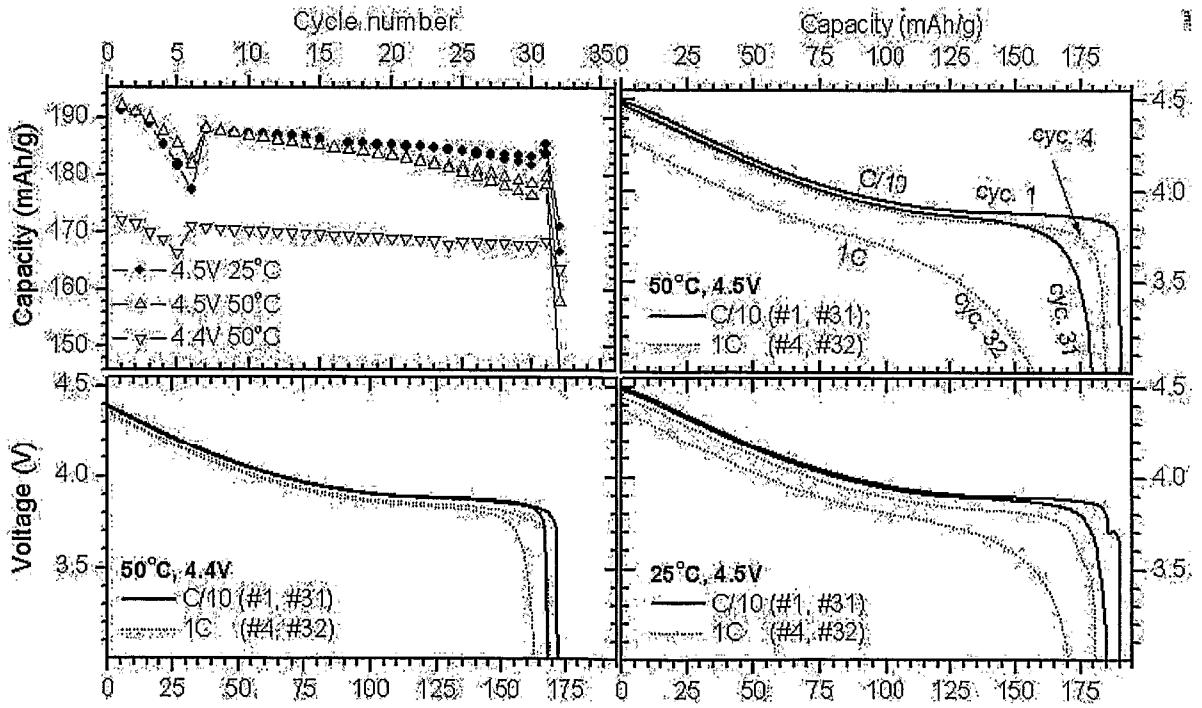 Cycle number
0 5 10 15 20 25 30 35
Capacity (mAh/g)
190
180
170
160
150
4.5V 25°C
4.5V 50°C
4.4V 50°C
Capacity (mAh/g)
0 25 50 75 100 125 150 175
4.5
4.0
3.5
cyc. 4
C/10
cyc. 1
1C
cyc. 32
cyc. 31
50°C, 4.5V
C/10 (#1, #31)
1C (#4, #32)
Voltage (V)
4.5
4.0
3.5
50°C, 4.4V
C/10 (#1, #31)
1C (#4, #32)
0 25 50 75 100 125 150 175
4.5
4.0
3.5
25°C, 4.5V
C/10 (#1, #31)
1C (#4, #32)
0 25 50 75 100 125 150 175